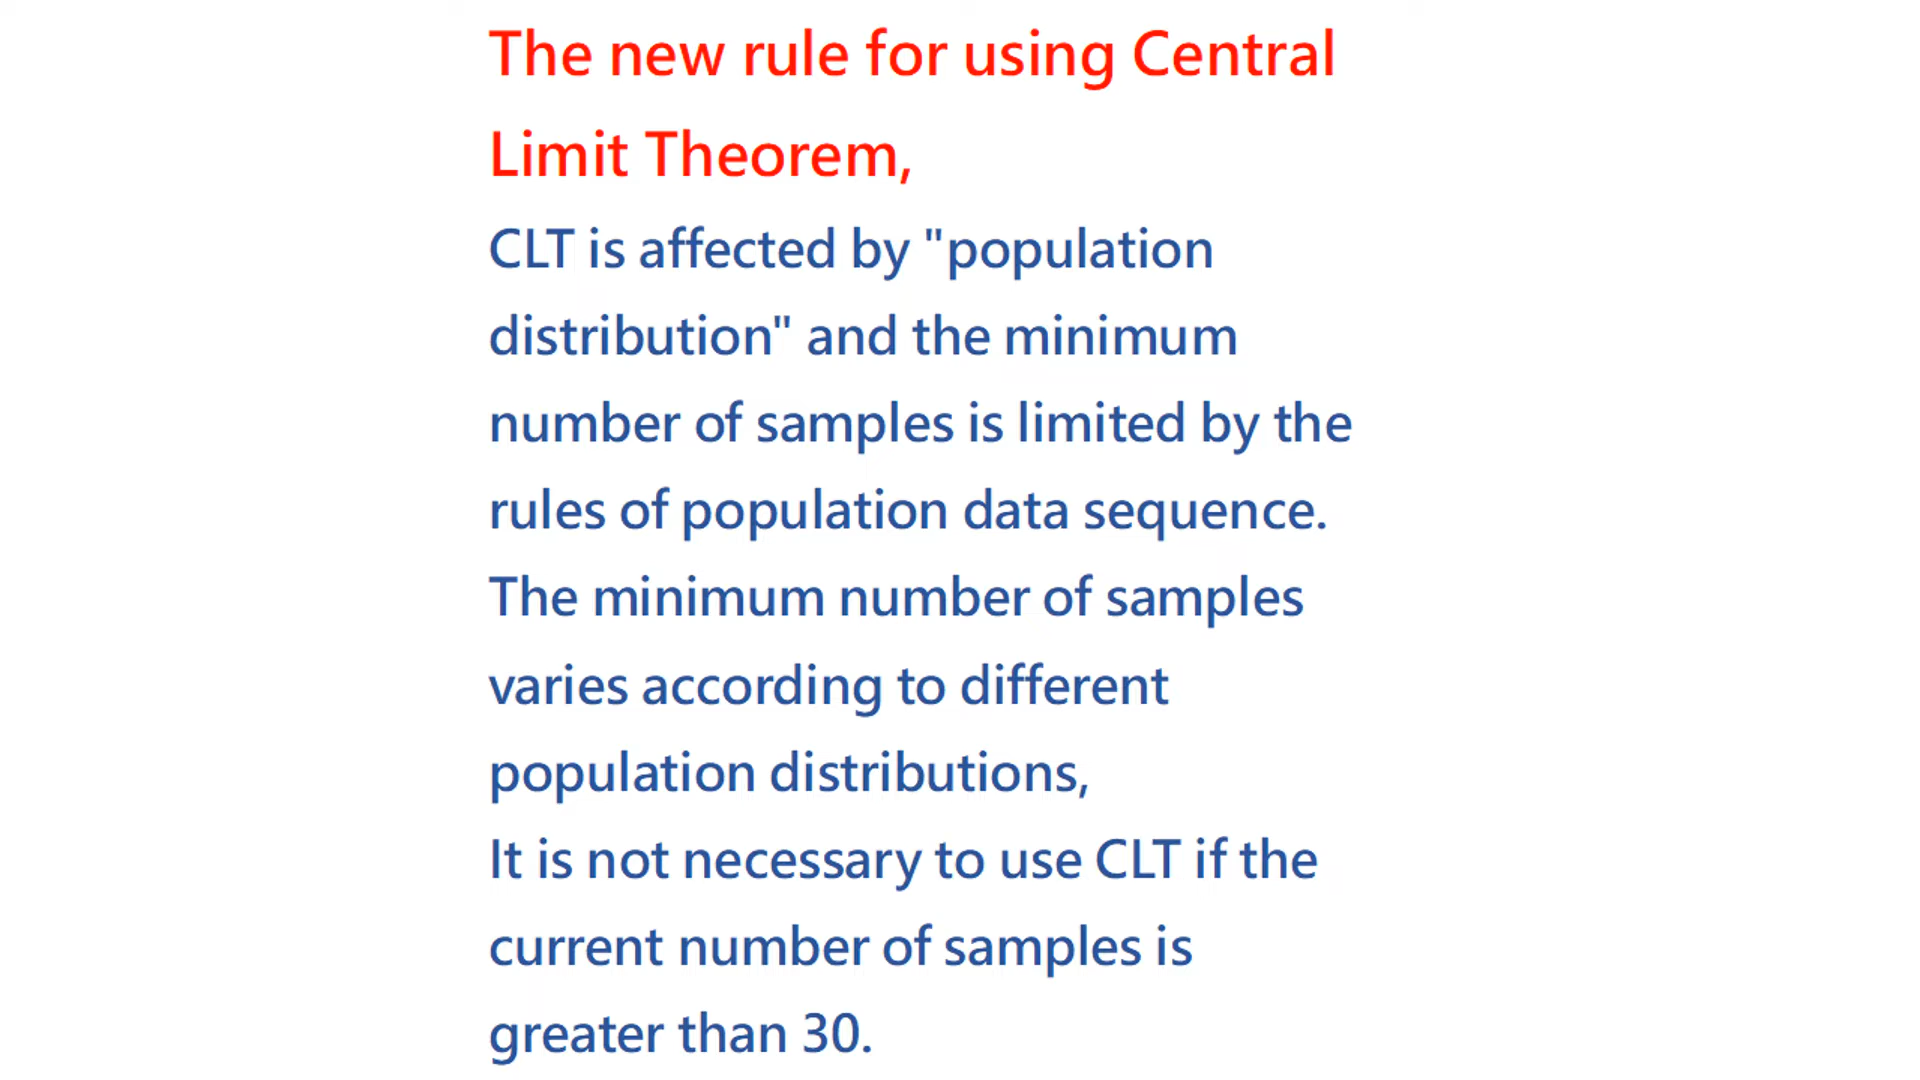 The new rule for using Central
Limit Theorem,
CLT is affected by "population
distribution" and the minimum
number of samples is limited by the
rules of population data sequence.
The minimum number of samples
varies according to different
population distributions,
It is not necessary to use CLT if the
current number of samples is
greater than 30.